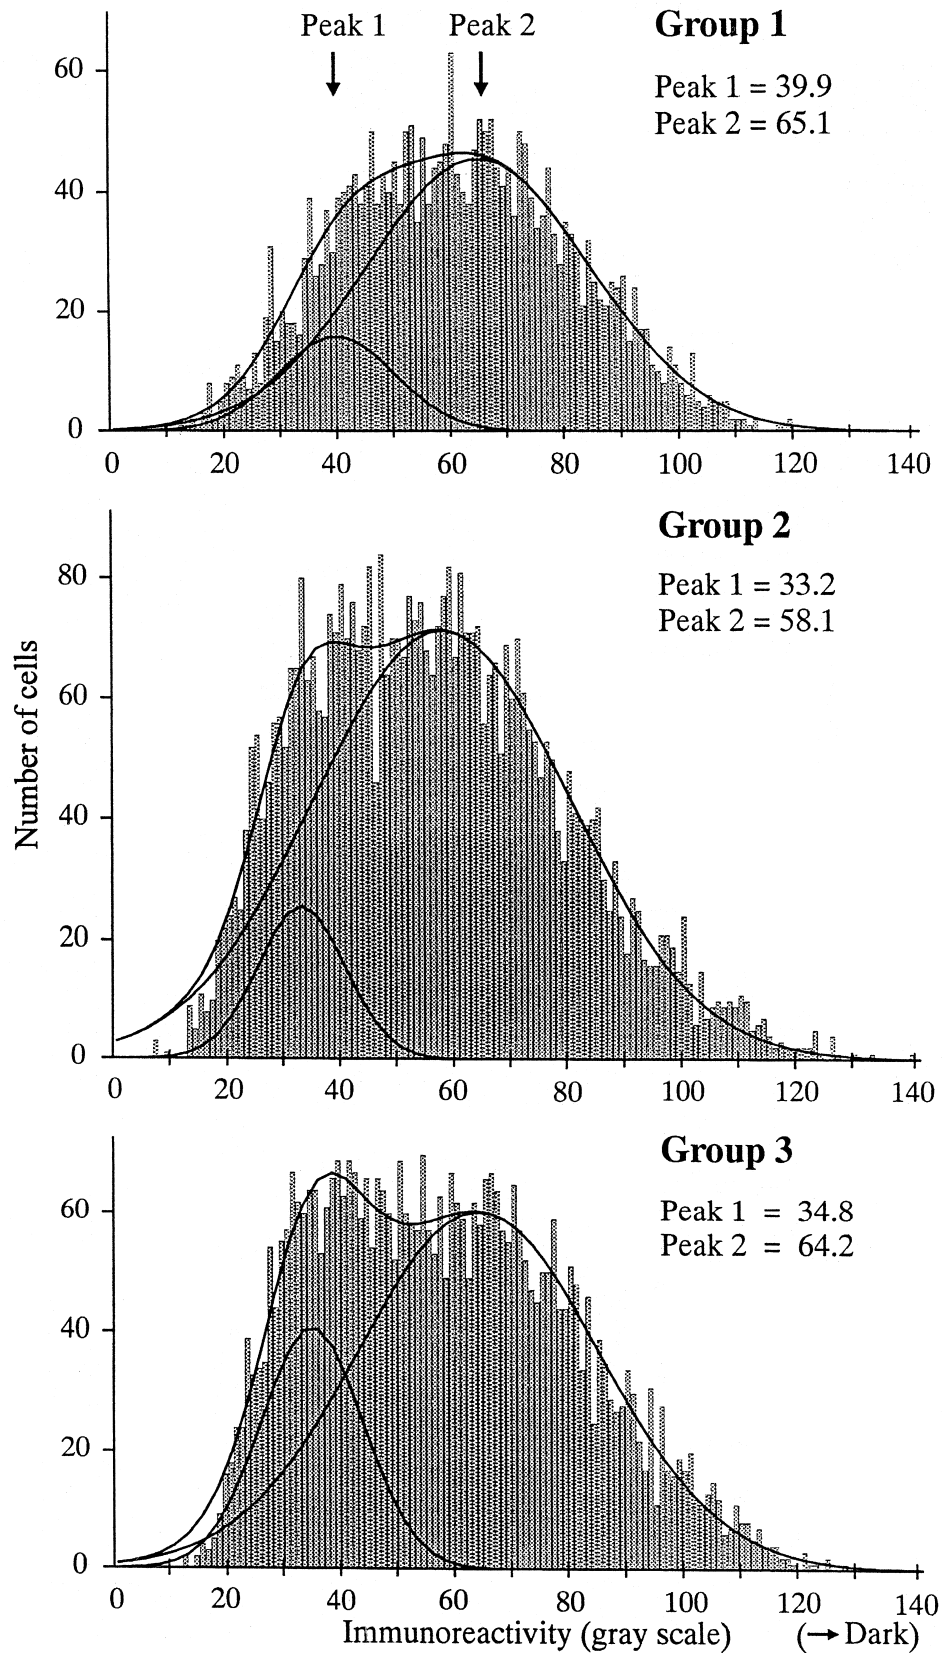 Peak 1 Peak 2 Group 1
Peak 1 = 39.9
Peak 2 = 65.1
60
40
20
0
0 20 40 60 80 100 120 140
Group 2
Peak 1 = 33.2
Peak 2 = 58.1
80
60
40
20
0
0 20 40 60 80 100 120 140
Number of cells
Group 3
Peak 1 = 34.8
Peak 2 = 64.2
60
40
20
0
0 20 40 60 80 100 120 140
Immunoreactivity (gray scale) (→ Dark)